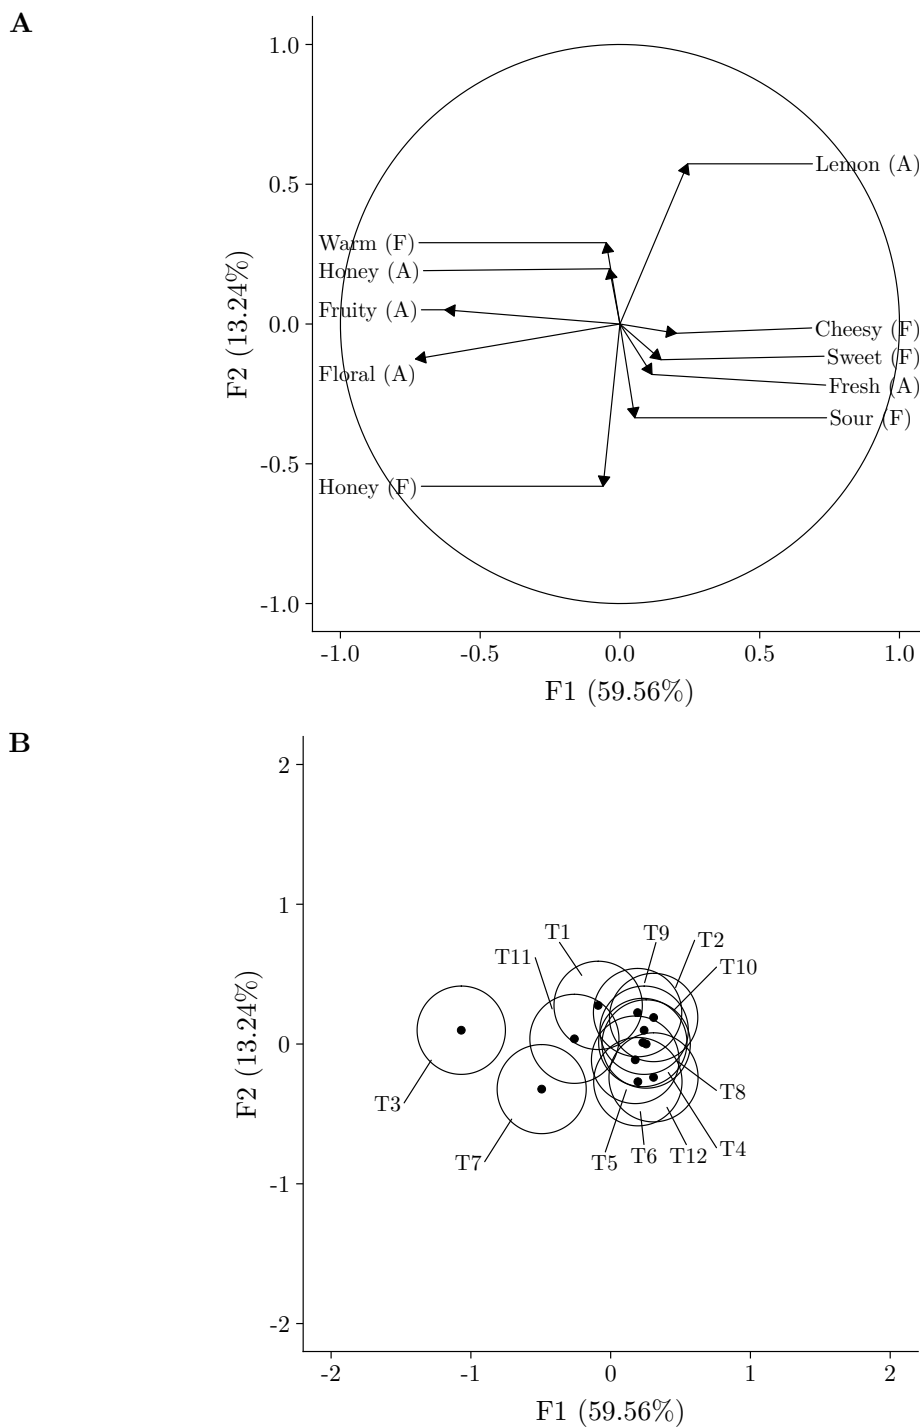 A
1.0
0.5
0.0
-0.5
-1.0
F2 (13.24%)
Lemon (A)
Warm (F)
Honey (A)
Fruity (A)
Cheesy (F)
Sweet (F)
Floral (A)
Fresh (A)
Sour (F)
Honey (F)
-1.0 -0.5 0.0 0.5 1.0
F1 (59.56%)
B
2
1
0
-1
-2
F2 (13.24%)
T1 T9 T2
T11 T10
T3 T8
T7 T5 T6 T12 T4
-2 -1 0 1 2
F1 (59.56%)